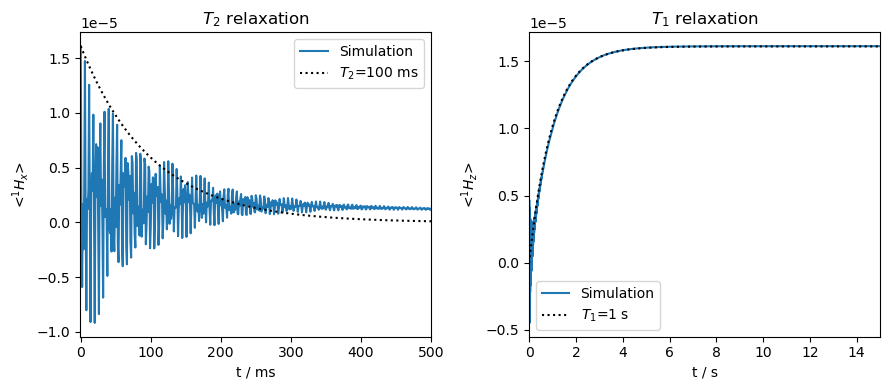 T₂ relaxation
1e−5
1.5
1.0
0.5
0.0
−0.5
−1.0
<¹Hₓ>
0 100 200 300 400 500
t / ms
Simulation
T₂=100 ms
T₁ relaxation
1e−5
1.5
1.0
0.5
0.0
−0.5
<¹H_z>
0 2 4 6 8 10 12 14
t / s
Simulation
T₁=1 s